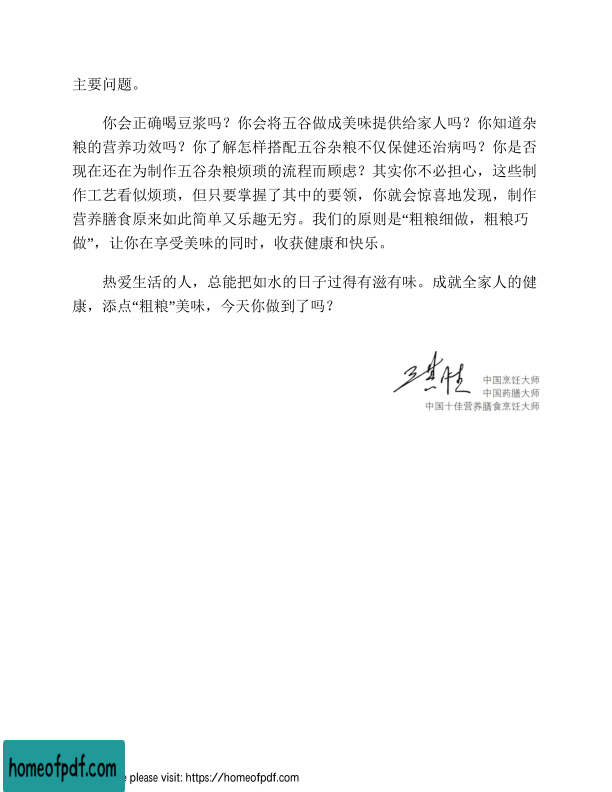 主要问题。
你会正确喝豆浆吗？你会将五谷做成美味提供给家人吗？你知道杂
粮的营养功效吗？你了解怎样搭配五谷杂粮不仅保健还治病吗？你是否
现在还在为制作五谷杂粮烦琐的流程而顾虑？其实你不必担心，这些制
作工艺看似烦琐，但只要掌握了其中的要领，你就会惊喜地发现，制作
营养膳食原来如此简单又乐趣无穷。我们的原则是“粗粮细做，粗粮巧
做”，让你在享受美味的同时，收获健康和快乐。
热爱生活的人，总能把如水的日子过得有滋有味。成就全家人的健
康，添点“粗粮”美味，今天你做到了吗？
中国烹饪大师
中国药膳大师
中国十佳营养膳食烹饪大师
homeofpdf.com
e please visit: https://homeofpdf.com